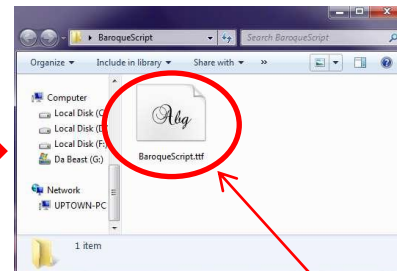 BaroqueScript
Search BaroqueScript
Organize Include in library Share with »
Computer
Local Disk (C
Local Disk (D
Local Disk (F:)
Da Beast (G:)
Network
UPTOWN-PC
Abg
BaroqueScript.ttf
1 item